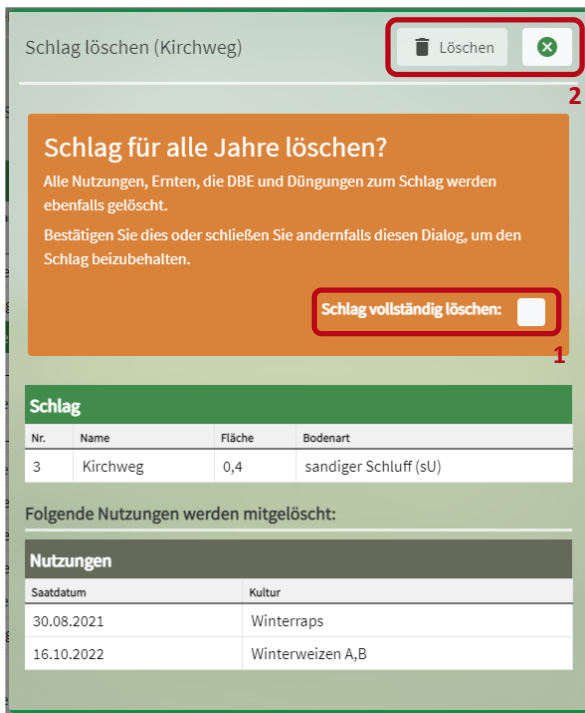 Schlag löschen (Kirchweg)
Löschen
2
Schlag für alle Jahre löschen?
Alle Nutzungen, Ernten, die DBE und Düngungen zum Schlag werden
ebenfalls gelöscht.
Bestätigen Sie dies oder schließen Sie andernfalls diesen Dialog, um den
Schlag beizubehalten.
Schlag vollständig löschen:
1
Schlag
Nr. Name Fläche Bodenart
3 Kirchweg 0,4 sandiger Schluff (sU)
Folgende Nutzungen werden mitgelöscht:
Nutzungen
Saatdatum Kultur
30.08.2021 Winterraps
16.10.2022 Winterweizen A,B